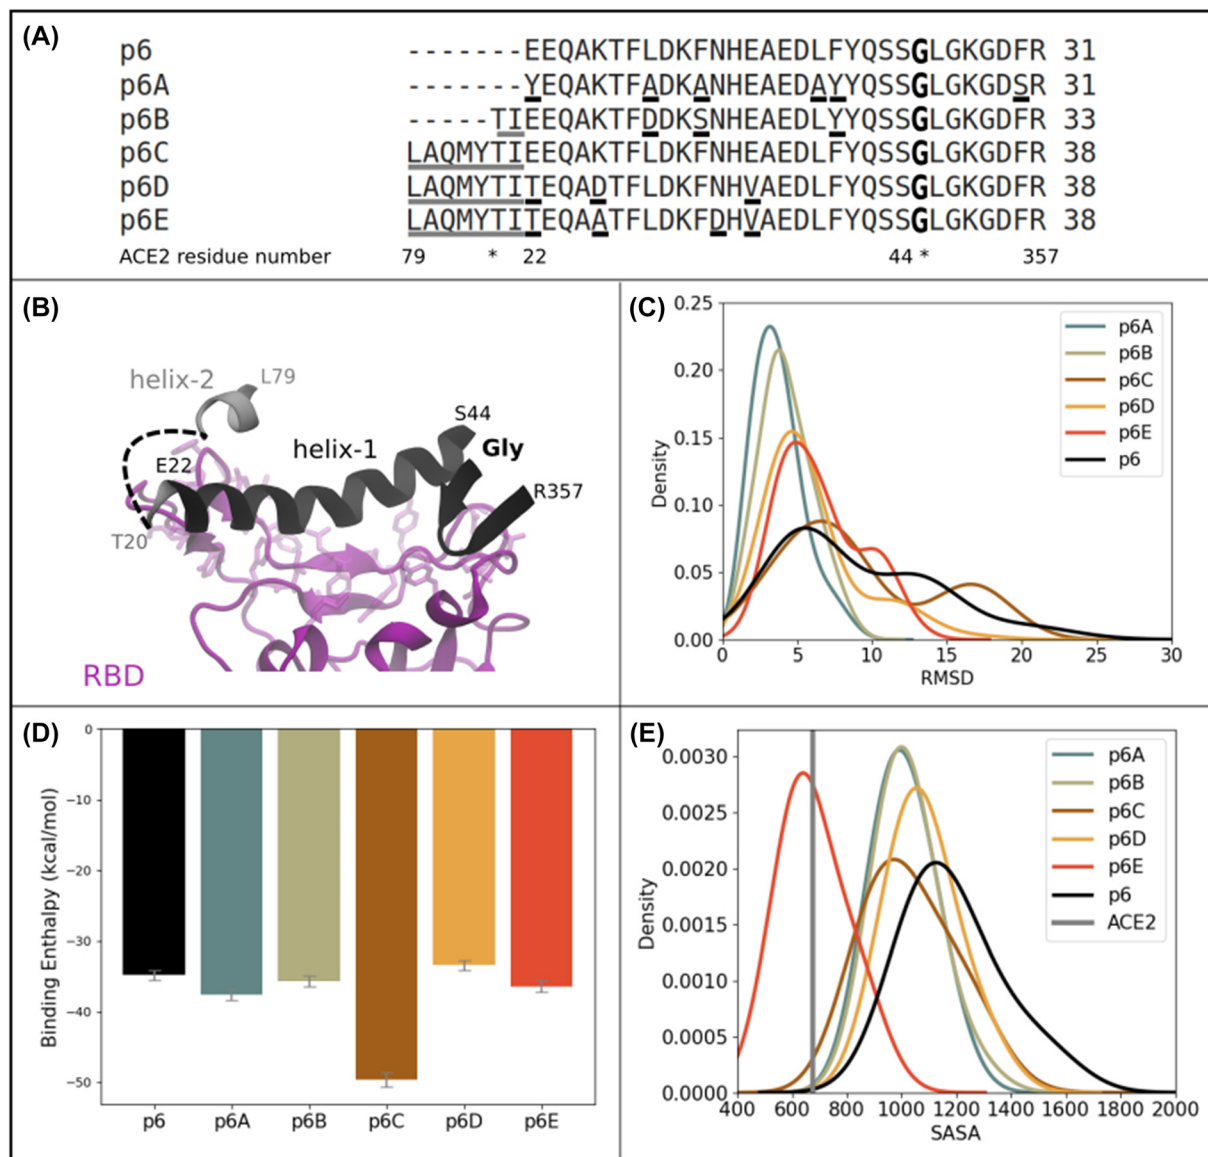 (A)
p6 -------EEQAKTFLDKFNHEAEDLFYQSSGLGKGDFR 31
p6A -------YEQAKTFADKANHEAEDAYYQSSGLGKGDSR 31
p6B -----TIEEQAKTFDDKSNHEAEDLYYQSSGLGKGDFR 33
p6C LAQMYTIEEQAKTFLDKFNHEAEDLFYQSSGLGKGDFR 38
p6D LAQMYTITEQADTFLDKFNHVAEDLFYQSSGLGKGDFR 38
p6E LAQMYTITEQAATFLDKFDHVAEDLFYQSSGLGKGDFR 38
ACE2 residue number 79 * 22 44 * 357
(B)
helix-2
L79
S44
helix-1
Gly
E22
R357
T20
RBD
(C)
0.25
0.20
0.15
0.10
0.05
0.00
Density
p6A
p6B
p6C
p6D
p6E
p6
0 5 10 15 20 25 30
RMSD
(D)
0
−10
−20
−30
−40
−50
Binding Enthalpy (kcal/mol)
p6 p6A p6B p6C p6D p6E
(E)
0.0030
0.0025
0.0020
0.0015
0.0010
0.0005
0.0000
Density
p6A
p6B
p6C
p6D
p6E
p6
ACE2
400 600 800 1000 1200 1400 1600 1800 2000
SASA